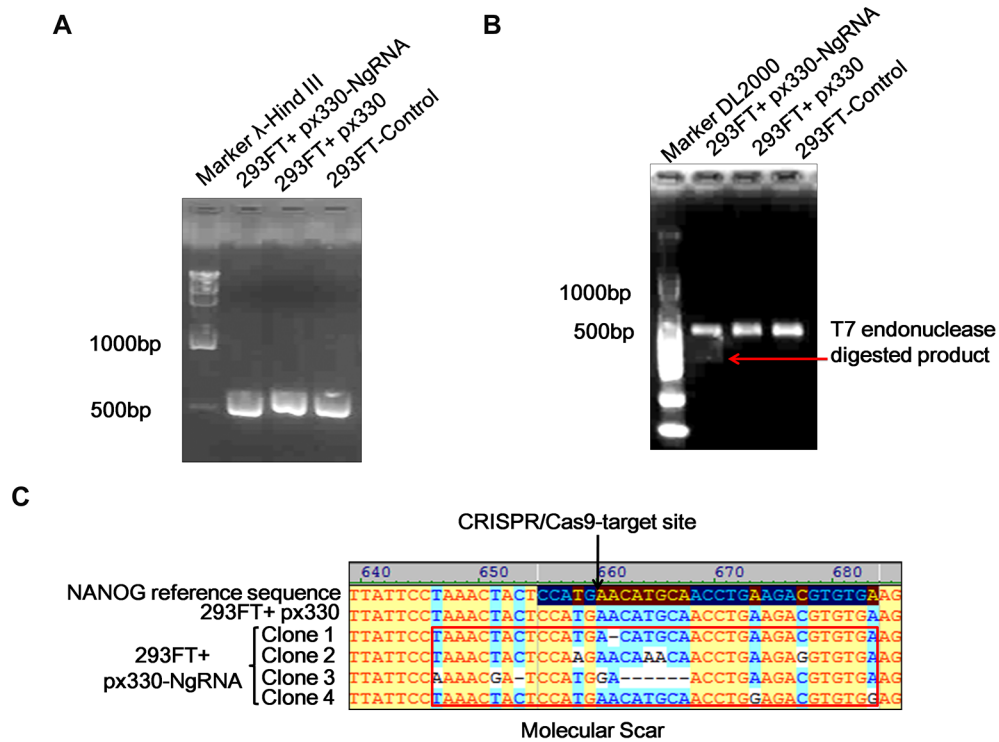 A
Marker λ-Hind III
293FT+ px330-NgRNA
293FT+ px330
293FT-Control
1000bp
500bp
B
Marker DL2000
293FT+ px330-NgRNA
293FT+ px330
293FT-Control
1000bp
500bp
T7 endonuclease
digested product
C
CRISPR/Cas9-target site
640 650 660 670 680
NANOG reference sequence TTATTCCTAAACTACTCCATGAACATGCAACCTGAAGACGTGTGAAG
293FT+ px330 TTATTCCTAAACTACTCCATGAACATGCAACCTGAAGACGTGTGAAG
293FT+
px330-NgRNA
Clone 1 TTATTCCTAAACTACTCCATGA-CATGCAACCTGAAGACGTGTGAAG
Clone 2 TTATTCCTAAACTACTCCAAGAACAAACAACCTGAAGAGGTGTGAAG
Clone 3 TTATTCCAAAACGA-TCCATGGA------AACCTGAAGACGTGTGAAG
Clone 4 TTATTCCTAAACTACTCCATGAACATGCAACCTGGAGACGTGTGGAG
Molecular Scar